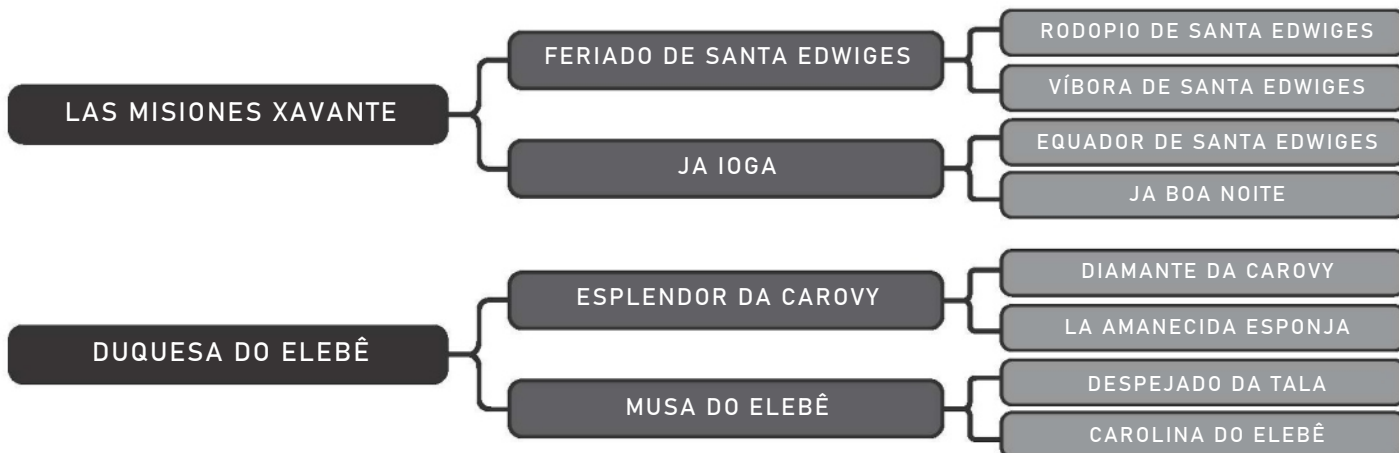 LAS MISIONES XAVANTE
FERIADO DE SANTA EDWIGES
RODOPIO DE SANTA EDWIGES
VÍBORA DE SANTA EDWIGES
JA IOGA
EQUADOR DE SANTA EDWIGES
JA BOA NOITE
DUQUESA DO ELEBÊ
ESPLENDOR DA CAROVY
DIAMANTE DA CAROVY
LA AMANECIDA ESPONJA
MUSA DO ELEBÊ
DESPEJADO DA TALA
CAROLINA DO ELEBÊ